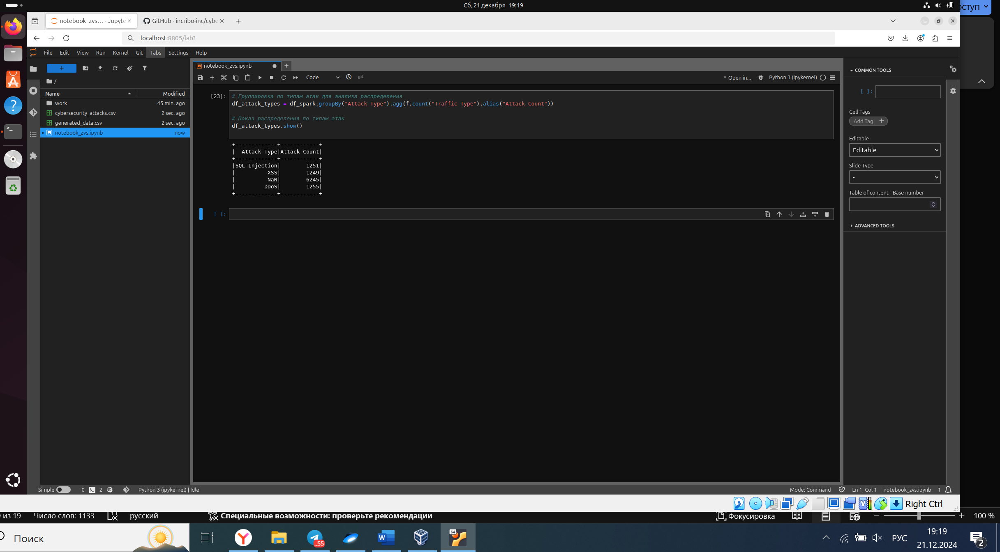 Сб, 21 декабря 19:19
оступ
notebook_zvs… - Jupyte
GitHub - incribo-inc/cybe
localhost:8805/lab?
File Edit View Run Kernel Git Tabs Settings Help
notebook_zvs.ipynb
/
Code
git
Open in...
Python 3 (ipykernel)
COMMON TOOLS
Name Modified
work 45 min. ago
cybersecurity_attacks.csv 2 sec. ago
generated_data.csv 2 sec. ago
notebook_zvs.ipynb now
[23]:
# Группировка по типам атак для анализа распределения
df_attack_types = df_spark.groupBy("Attack Type").agg(f.count("Traffic Type").alias("Attack Count"))
# Показ распределения по типам атак
df_attack_types.show()
+-------------+------------+
|  Attack Type|Attack Count|
+-------------+------------+
|SQL Injection|        1251|
|          XSS|        1249|
|          NaN|        6245|
|         DDoS|        1255|
+-------------+------------+
[ ]:
[ ]:
Cell Tags
Add Tag +
Editable
Editable
Slide Type
-
Table of content - Base number
ADVANCED TOOLS
Simple 0 2 Python 3 (ipykernel) | Idle
Mode: Command Ln 1, Col 1 notebook_zvs.ipynb 1
Right Ctrl
из 19 Число слов: 1133 русский Специальные возможности: проверьте рекомендации Фокусировка 100 %
Поиск
..55
64
РУС
19:19
21.12.2024
2